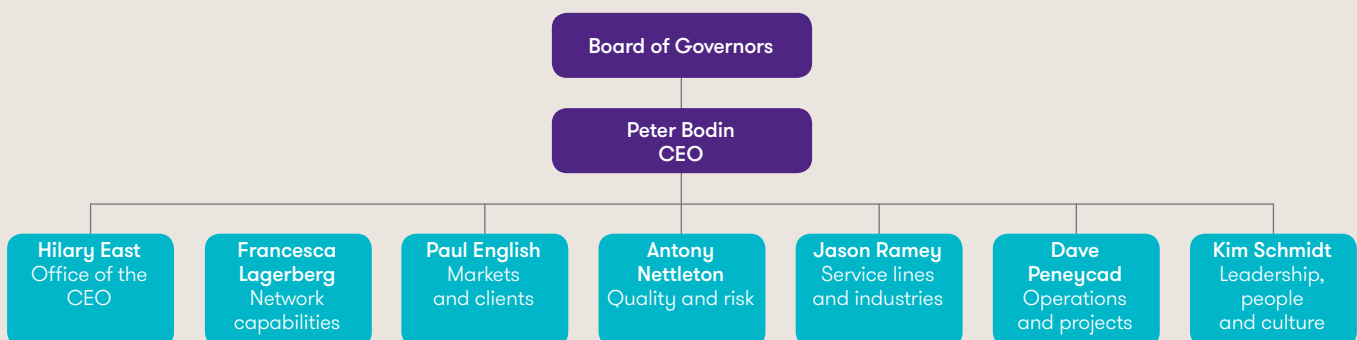 Board of Governors
Peter Bodin
CEO
Hilary East
Office of the
CEO
Francesca
Lagerberg
Network
capabilities
Paul English
Markets
and clients
Antony
Nettleton
Quality and risk
Jason Ramey
Service lines
and industries
Dave
Peneycad
Operations
and projects
Kim Schmidt
Leadership,
people
and culture